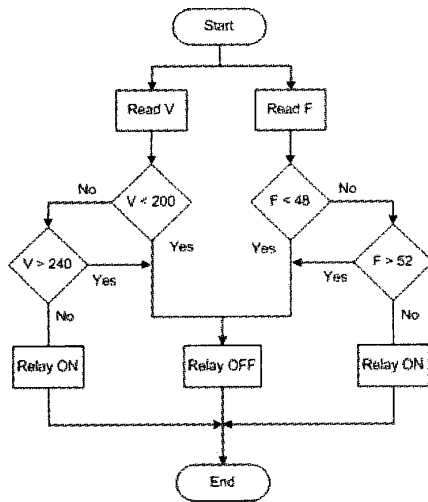 Start
Read V
Read F
No
V < 200
F < 48
No
Yes
Yes
V > 240
Yes
Yes
F > 52
No
No
Relay ON
Relay OFF
Relay ON
End